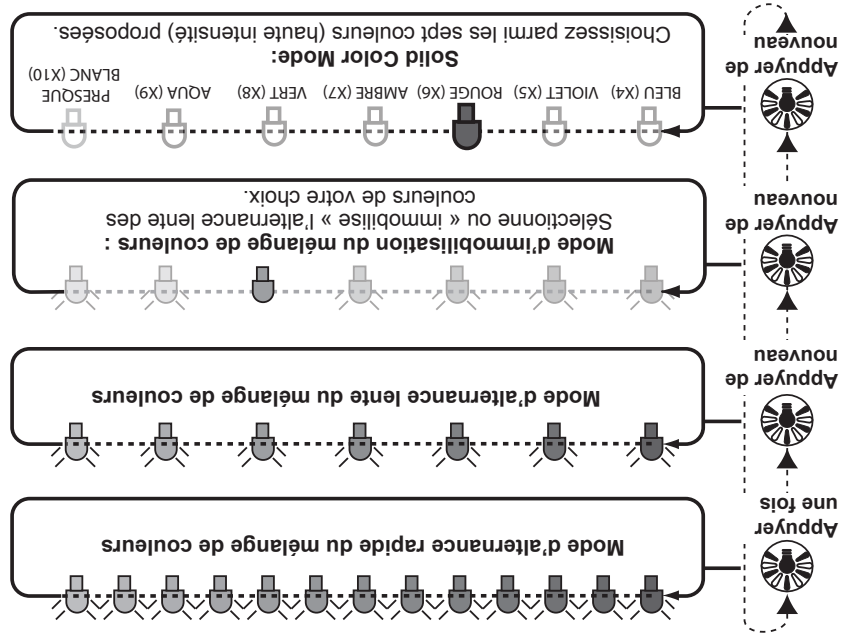 Appuyer
une fois
Mode d'alternance rapide du mélange de couleurs
Appuyer de
nouveau
Mode d'alternance lente du mélange de couleurs
Appuyer de
nouveau
Mode d'immobilisation du mélange de couleurs :
Sélectionne ou « immobilise » l'alternance lente des
couleurs de votre choix.
Appuyer de
nouveau
BLEU (X4) VIOLET (X5) ROUGE (X6) AMBRE (X7) VERT (X8) AQUA (X9) PRESQUE
BLANC (X10)
Solid Color Mode:
Choisissez parmi les sept couleurs (haute intensité) proposées.